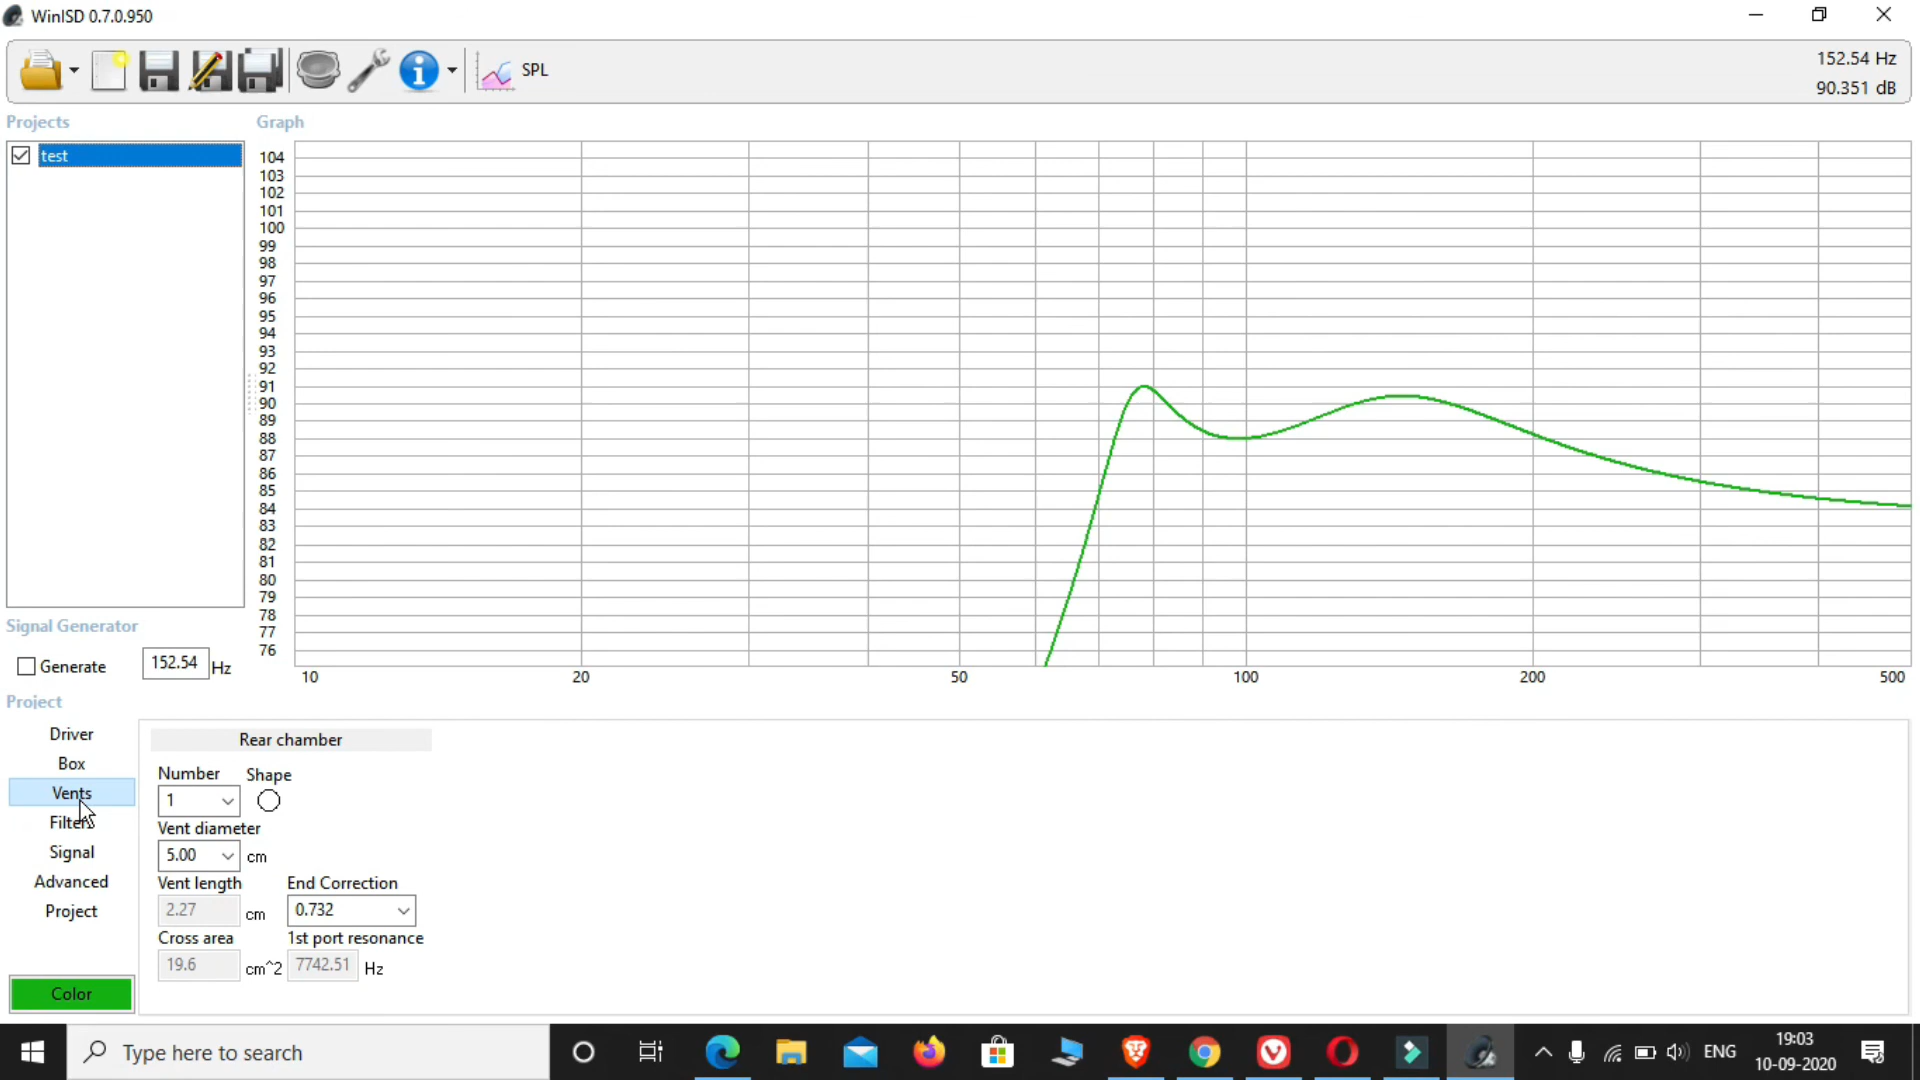 WinISD 0.7.0.950
SPL
152.54 Hz
90.351 dB
Projects
Graph
test
104
103
102
101
100
99
98
97
96
95
94
93
92
91
90
89
88
87
86
85
84
83
82
81
80
79
78
77
76
10 20 50 100 200 500
Signal Generator
Generate 152.54 Hz
Project
Driver
Box
Vents
Filters
Signal
Advanced
Project
Color
Rear chamber
Number Shape
1
Vent diameter
5.00 cm
Vent length End Correction
2.27 cm 0.732
Cross area 1st port resonance
19.6 cm^2 7742.51 Hz
Type here to search
ENG
19:03
10-09-2020